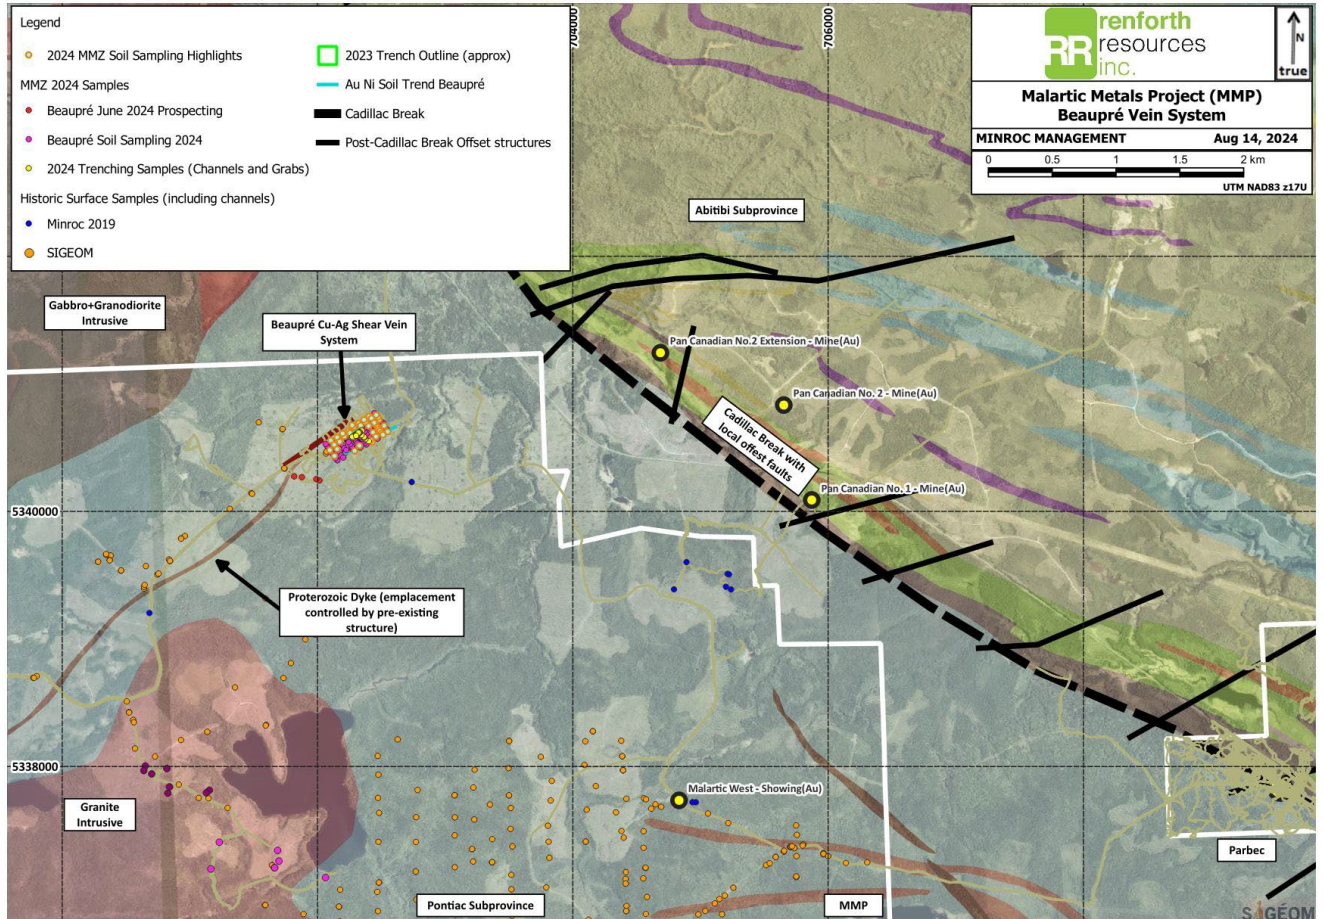 Legend
2024 MMZ Soil Sampling Highlights
MMZ 2024 Samples
Beaupré June 2024 Prospecting
Beaupré Soil Sampling 2024
2024 Trenching Samples (Channels and Grabs)
Historic Surface Samples (including channels)
Minroc 2019
SIGEOM
2023 Trench Outline (approx)
Au Ni Soil Trend Beaupré
Cadillac Break
Post-Cadillac Break Offset structures
704000
706000
RR
renforth
resources
inc.
N
true
Malartic Metals Project (MMP)
Beaupré Vein System
MINROC MANAGEMENT Aug 14, 2024
0 0.5 1 1.5 2 km
UTM NAD83 z17U
Abitibi Subprovince
Gabbro+Granodiorite
Intrusive
Beaupré Cu-Ag Shear Vein
System
Pan Canadian No.2 Extension - Mine(Au)
Pan Canadian No. 2 - Mine(Au)
Cadillac Break with
local offest faults
Pan Canadian No. 1 - Mine(Au)
5340000
Proterozoic Dyke (emplacement
controlled by pre-existing
structure)
5338000
Malartic West - Showing(Au)
Granite
Intrusive
Parbec
Pontiac Subprovince
MMP
SIGÉOM